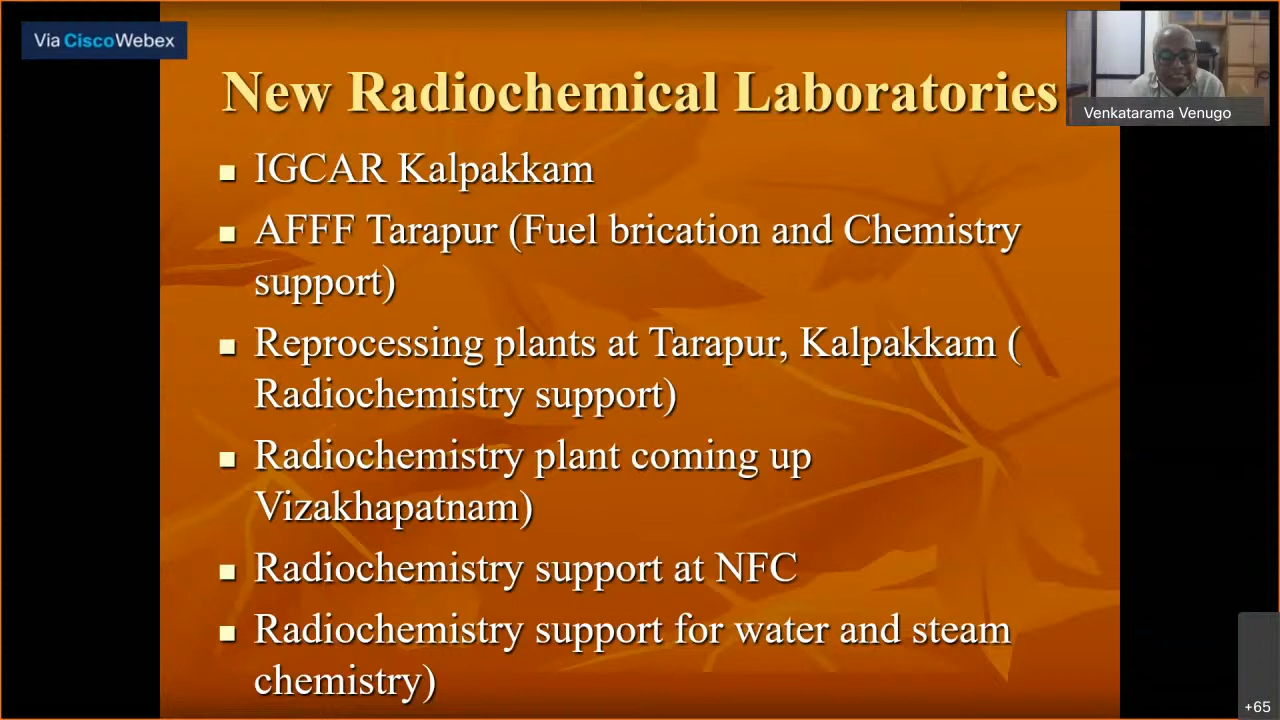 Via CiscoWebex
New Radiochemical Laboratories
Venkatarama Venugo
IGCAR Kalpakkam
AFFF Tarapur (Fuel brication and Chemistry
support)
Reprocessing plants at Tarapur, Kalpakkam (
Radiochemistry support)
Radiochemistry plant coming up
Vizakhapatnam)
Radiochemistry support at NFC
Radiochemistry support for water and steam
chemistry)
+65